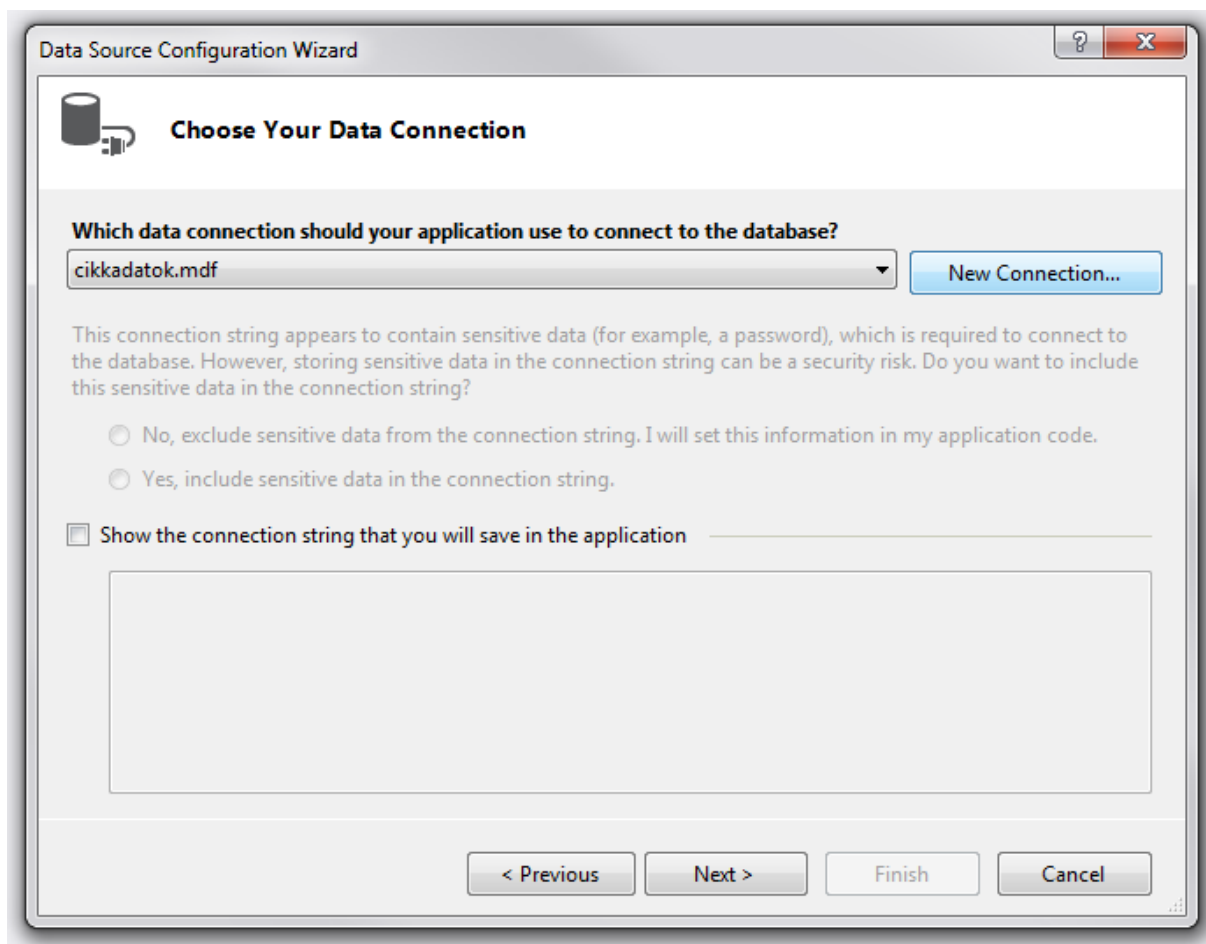 Data Source Configuration Wizard
Choose Your Data Connection
Which data connection should your application use to connect to the database?
cikkadatok.mdf
New Connection...
This connection string appears to contain sensitive data (for example, a password), which is required to connect to
the database. However, storing sensitive data in the connection string can be a security risk. Do you want to include
this sensitive data in the connection string?
No, exclude sensitive data from the connection string. I will set this information in my application code.
Yes, include sensitive data in the connection string.
Show the connection string that you will save in the application
< Previous
Next >
Finish
Cancel